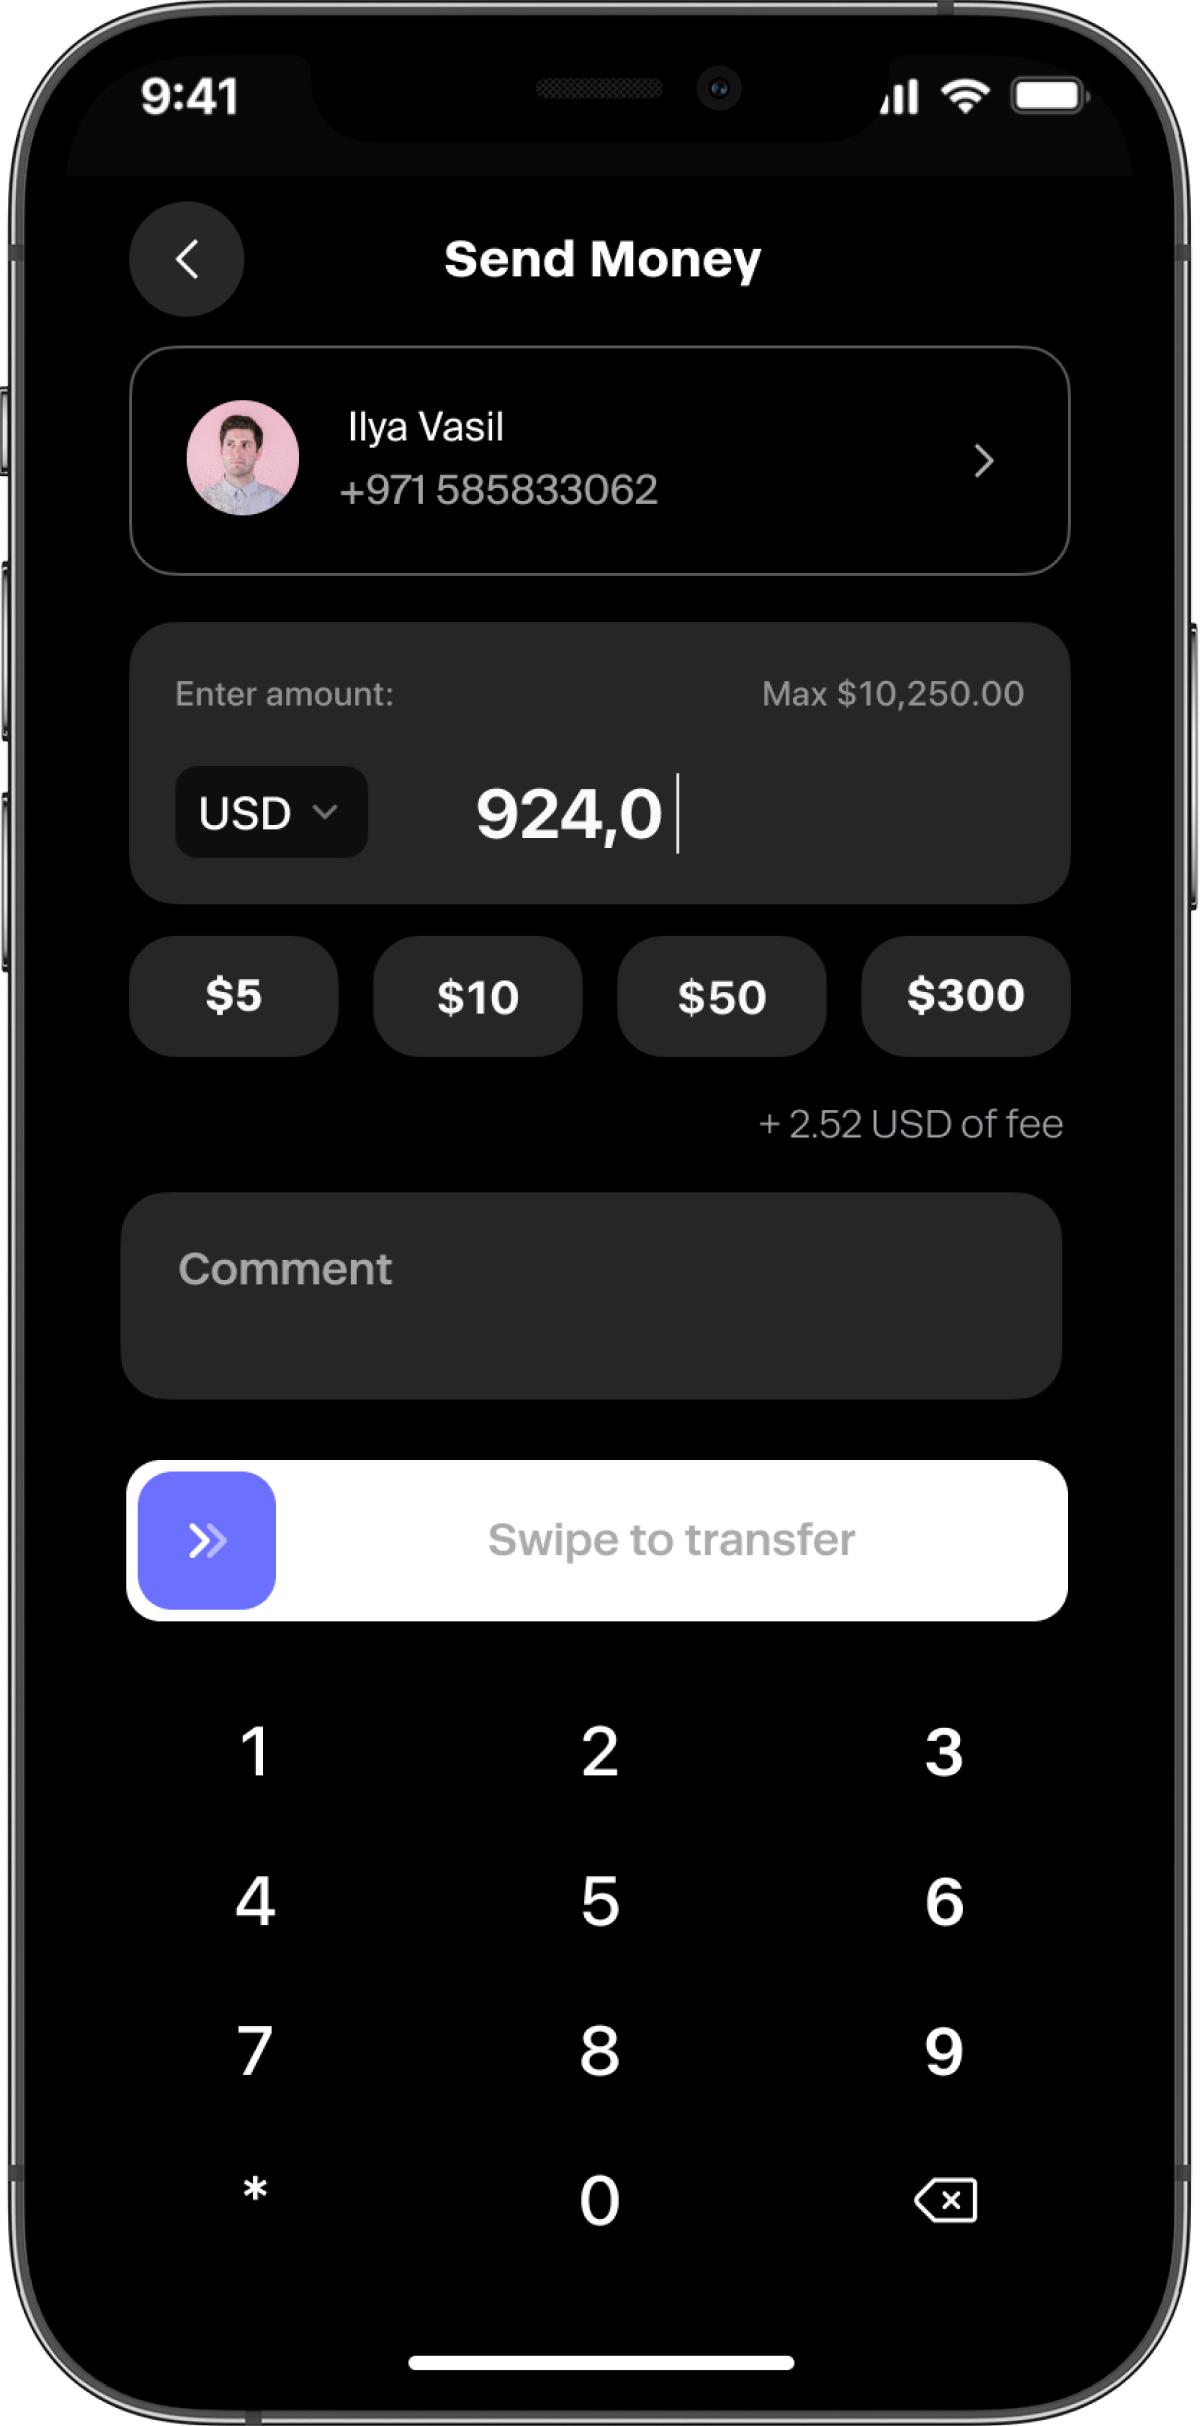 9:41
Send Money
Ilya Vasil
+971 585833062
Enter amount:
Max $10,250.00
USD
924,0
$5
$10
$50
$300
+ 2.52 USD of fee
Comment
Swipe to transfer
1
2
3
4
5
6
7
8
9
*
0